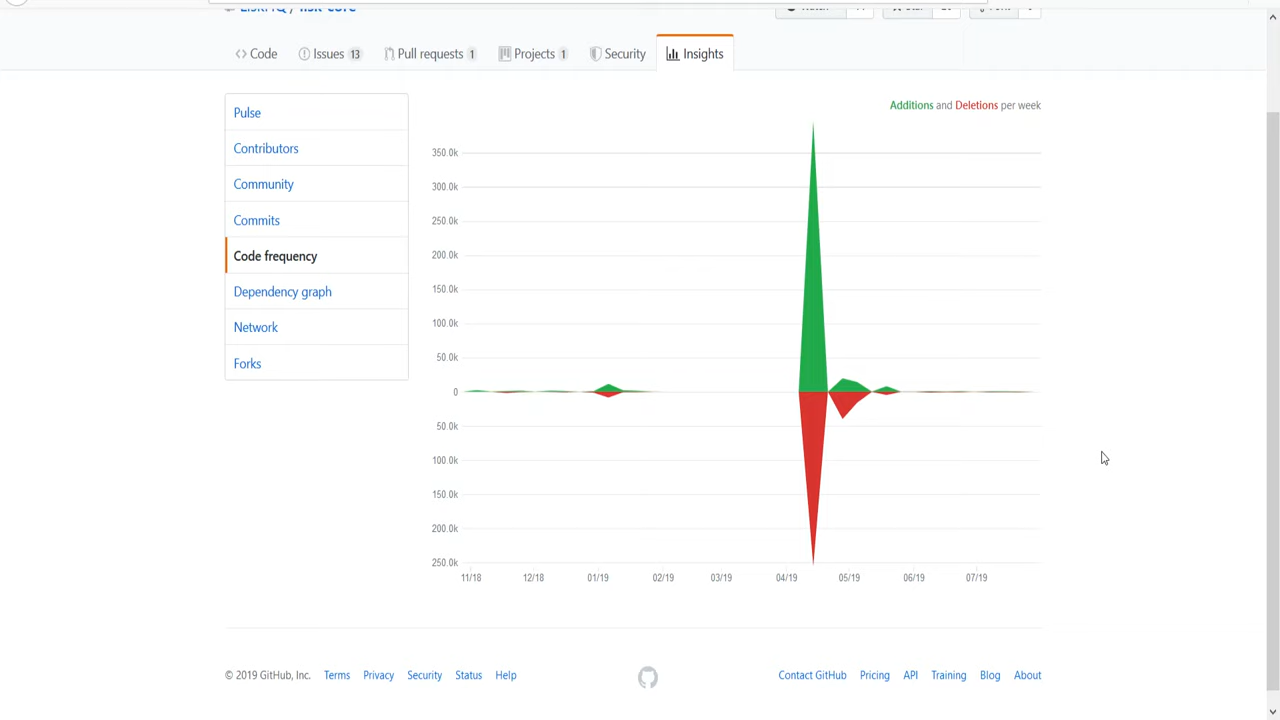 LiskHQ / lisk-core
Code Issues 13 Pull requests 1 Projects 1 Security Insights
Pulse
Contributors
Community
Commits
Code frequency
Dependency graph
Network
Forks
Additions and Deletions per week
350.0k
300.0k
250.0k
200.0k
150.0k
100.0k
50.0k
0
50.0k
100.0k
150.0k
200.0k
250.0k
11/18 12/18 01/19 02/19 03/19 04/19 05/19 06/19 07/19
© 2019 GitHub, Inc. Terms Privacy Security Status Help
Contact GitHub Pricing API Training Blog About